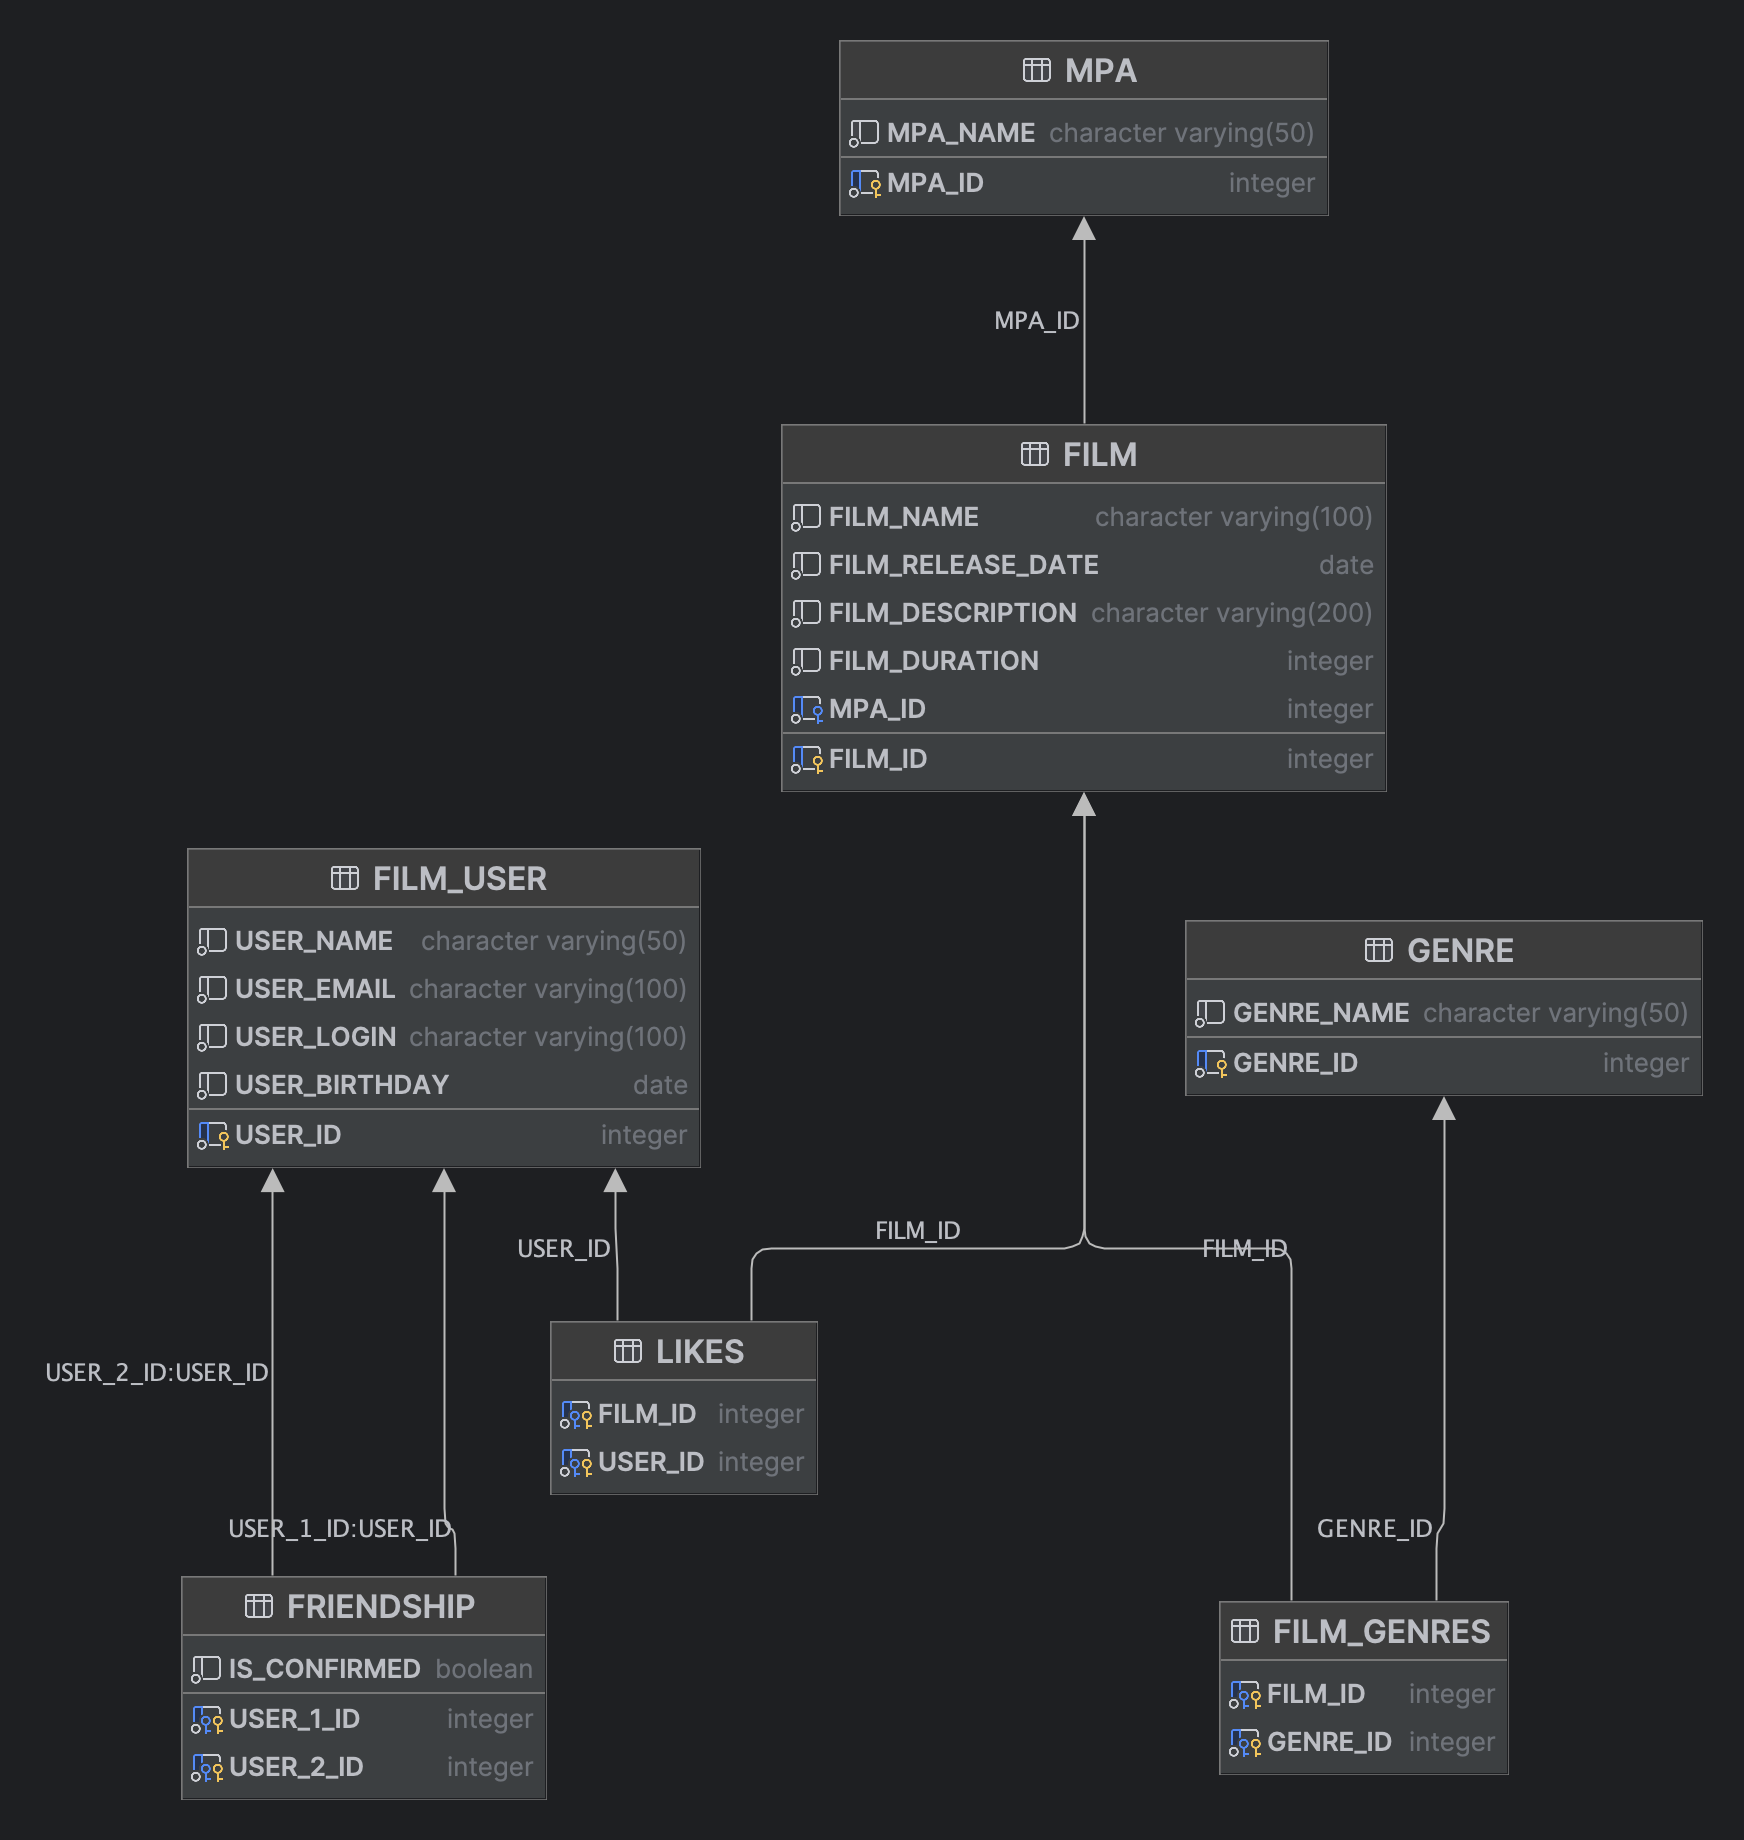 MPA
MPA_NAME character varying(50)
MPA_ID integer
MPA_ID
FILM
FILM_NAME character varying(100)
FILM_RELEASE_DATE date
FILM_DESCRIPTION character varying(200)
FILM_DURATION integer
MPA_ID integer
FILM_ID integer
FILM_USER
USER_NAME character varying(50)
USER_EMAIL character varying(100)
USER_LOGIN character varying(100)
USER_BIRTHDAY date
USER_ID integer
GENRE
GENRE_NAME character varying(50)
GENRE_ID integer
USER_ID
FILM_ID
FILM_ID
LIKES
FILM_ID integer
USER_ID integer
USER_2_ID:USER_ID
USER_1_ID:USER_ID
GENRE_ID
FRIENDSHIP
IS_CONFIRMED boolean
USER_1_ID integer
USER_2_ID integer
FILM_GENRES
FILM_ID integer
GENRE_ID integer